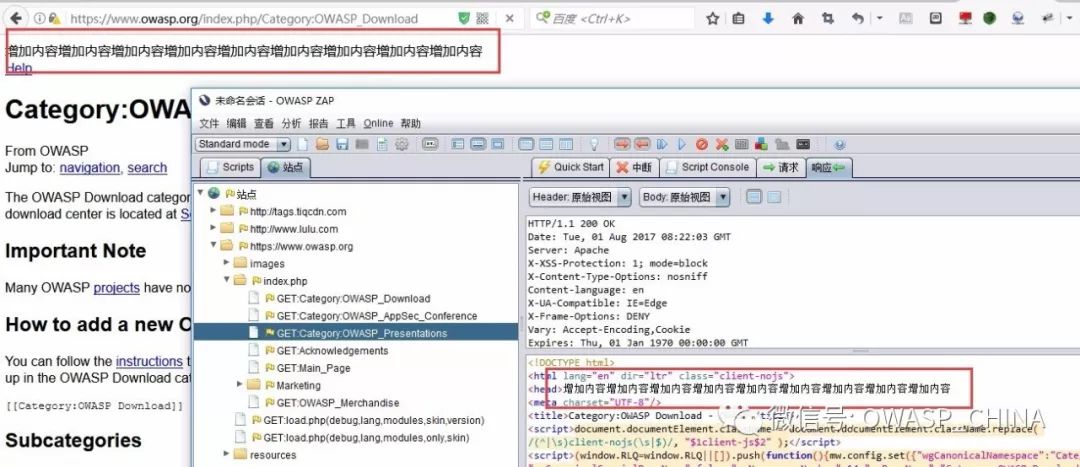 https://www.owasp.org/index.php/Category:OWASP_Download
百度 <Ctrl+K>
增加内容增加内容增加内容增加内容增加内容增加内容增加内容增加内容增加内容
Help
Category:OWA
From OWASP
Jump to: navigation, search
The OWASP Download categor
download center is located at S
Important Note
Many OWASP projects have no
How to add a new O
You can follow the instructions t
up in the OWASP Download cat
[[Category:OWASP Download]]
Subcategories
未命名会话 - OWASP ZAP
文件 编辑 查看 分析 报告 工具 Online 帮助
Standard mode
Scripts 站点
站点
http://tags.tiqcdn.com
http://www.lulu.com
https://www.owasp.org
images
index.php
GET:Category:OWASP_Download
GET:Category:OWASP_AppSec_Conference
GET:Category:OWASP_Presentations
GET:Acknowledgements
GET:Main_Page
Marketing
GET:OWASP_Merchandise
GET:load.php(debug,lang,modules,skin,version)
GET:load.php(debug,lang,modules,only,skin)
resources
Quick Start 中断 Script Console 请求 响应
Header: 原始视图 Body: 原始视图
HTTP/1.1 200 OK
Date: Tue, 01 Aug 2017 08:22:03 GMT
Server: Apache
X-XSS-Protection: 1; mode=block
X-Content-Type-Options: nosniff
Content-language: en
X-UA-Compatible: IE=Edge
X-Frame-Options: DENY
Vary: Accept-Encoding,Cookie
Expires: Thu, 01 Jan 1970 00:00:00 GMT
<!DOCTYPE html>
<html lang="en" dir="ltr" class="client-nojs">
<head>增加内容增加内容增加内容增加内容增加内容增加内容增加内容增加内容增加内容
<meta charset="UTF-8"/>
<title>Category:OWASP Download -
<script>document.documentElement.className = document.documentElement.className.replace(
/(^|\s)client-nojs(\s|$)/, "$1client-js$2" );</script>
<script>(window.RLQ=window.RLQ||[]).push(function(){mw.config.set({"wgCanonicalNamespace":"Cate
微信号: OWASP_CHINA